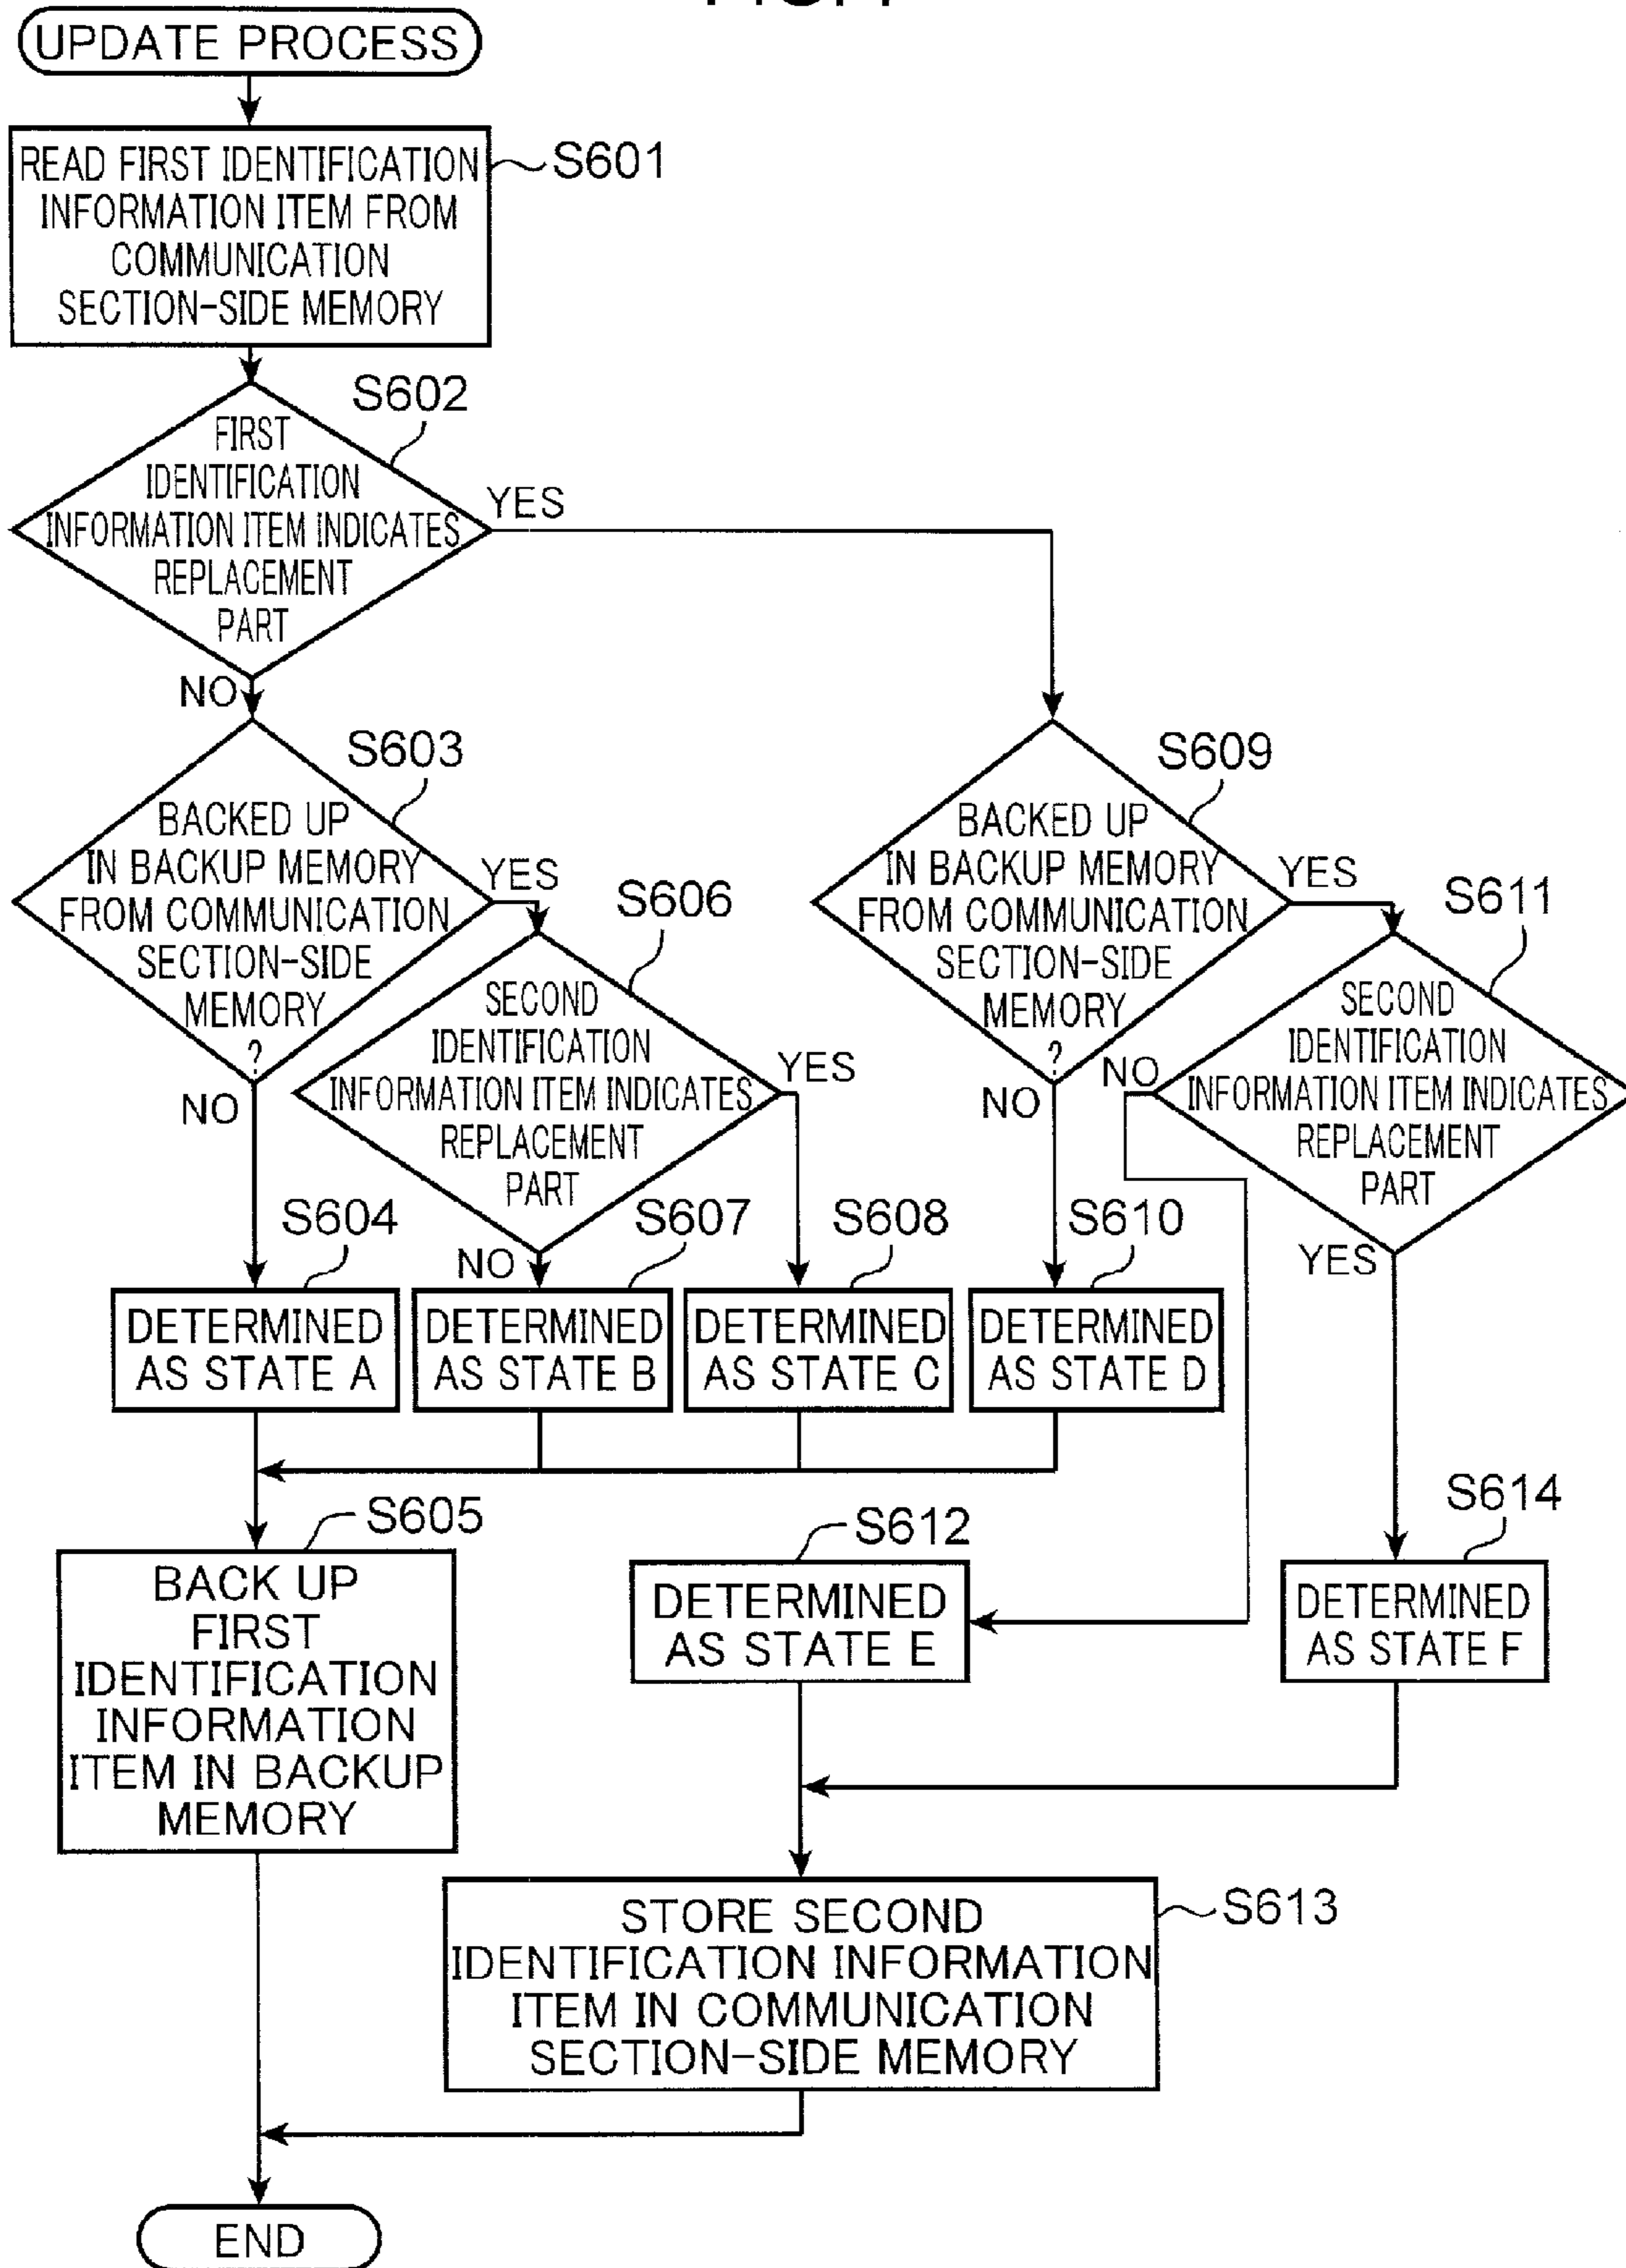 UPDATE PROCESS
READ FIRST IDENTIFICATION
INFORMATION ITEM FROM
COMMUNICATION
SECTION-SIDE MEMORY
S601
S602
FIRST
IDENTIFICATION
INFORMATION ITEM INDICATES
REPLACEMENT
PART
YES
NO
S603
BACKED UP
IN BACKUP MEMORY
FROM COMMUNICATION
SECTION-SIDE
MEMORY
?
YES
NO
S606
SECOND
IDENTIFICATION
INFORMATION ITEM INDICATES
REPLACEMENT
PART
YES
NO
S609
BACKED UP
IN BACKUP MEMORY
FROM COMMUNICATION
SECTION-SIDE
MEMORY
?
YES
NO
S611
SECOND
IDENTIFICATION
INFORMATION ITEM INDICATES
REPLACEMENT
PART
NO
YES
S604
DETERMINED
AS STATE A
S607
DETERMINED
AS STATE B
S608
DETERMINED
AS STATE C
S610
DETERMINED
AS STATE D
S605
BACK UP
FIRST
IDENTIFICATION
INFORMATION
ITEM IN BACKUP
MEMORY
S612
DETERMINED
AS STATE E
S614
DETERMINED
AS STATE F
STORE SECOND
IDENTIFICATION INFORMATION
ITEM IN COMMUNICATION
SECTION-SIDE MEMORY
S613
END